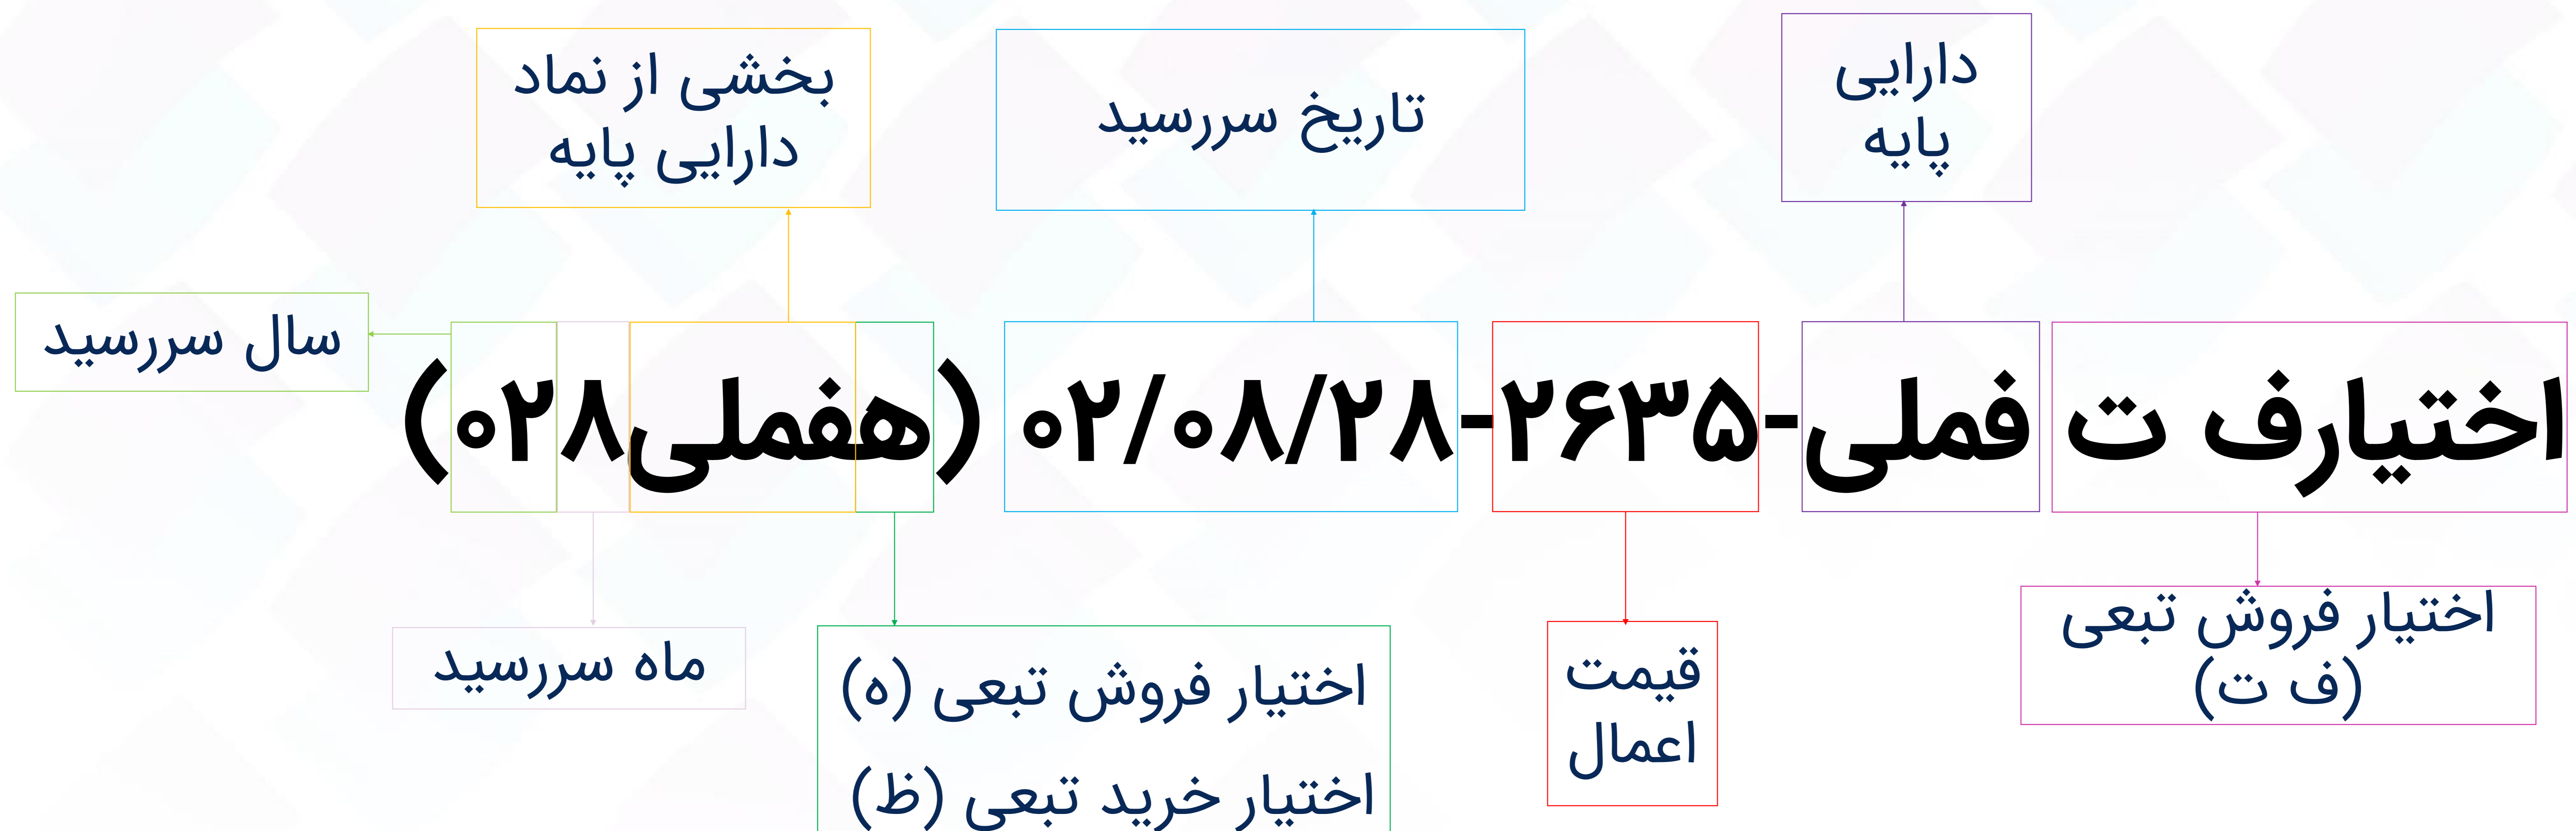 دارایی
پایه
تاریخ سررسید
بخشی از نماد
دارایی پایه
سال سررسید
اختیارف ت فملی-۲۶۳۵-۰۲/۰۸/۲۸ (هفملی۰۲۸)
اختیار فروش تبعی
(ف ت)
قیمت
اعمال
اختیار فروش تبعی (ه)
اختیار خرید تبعی (ظ)
ماه سررسید